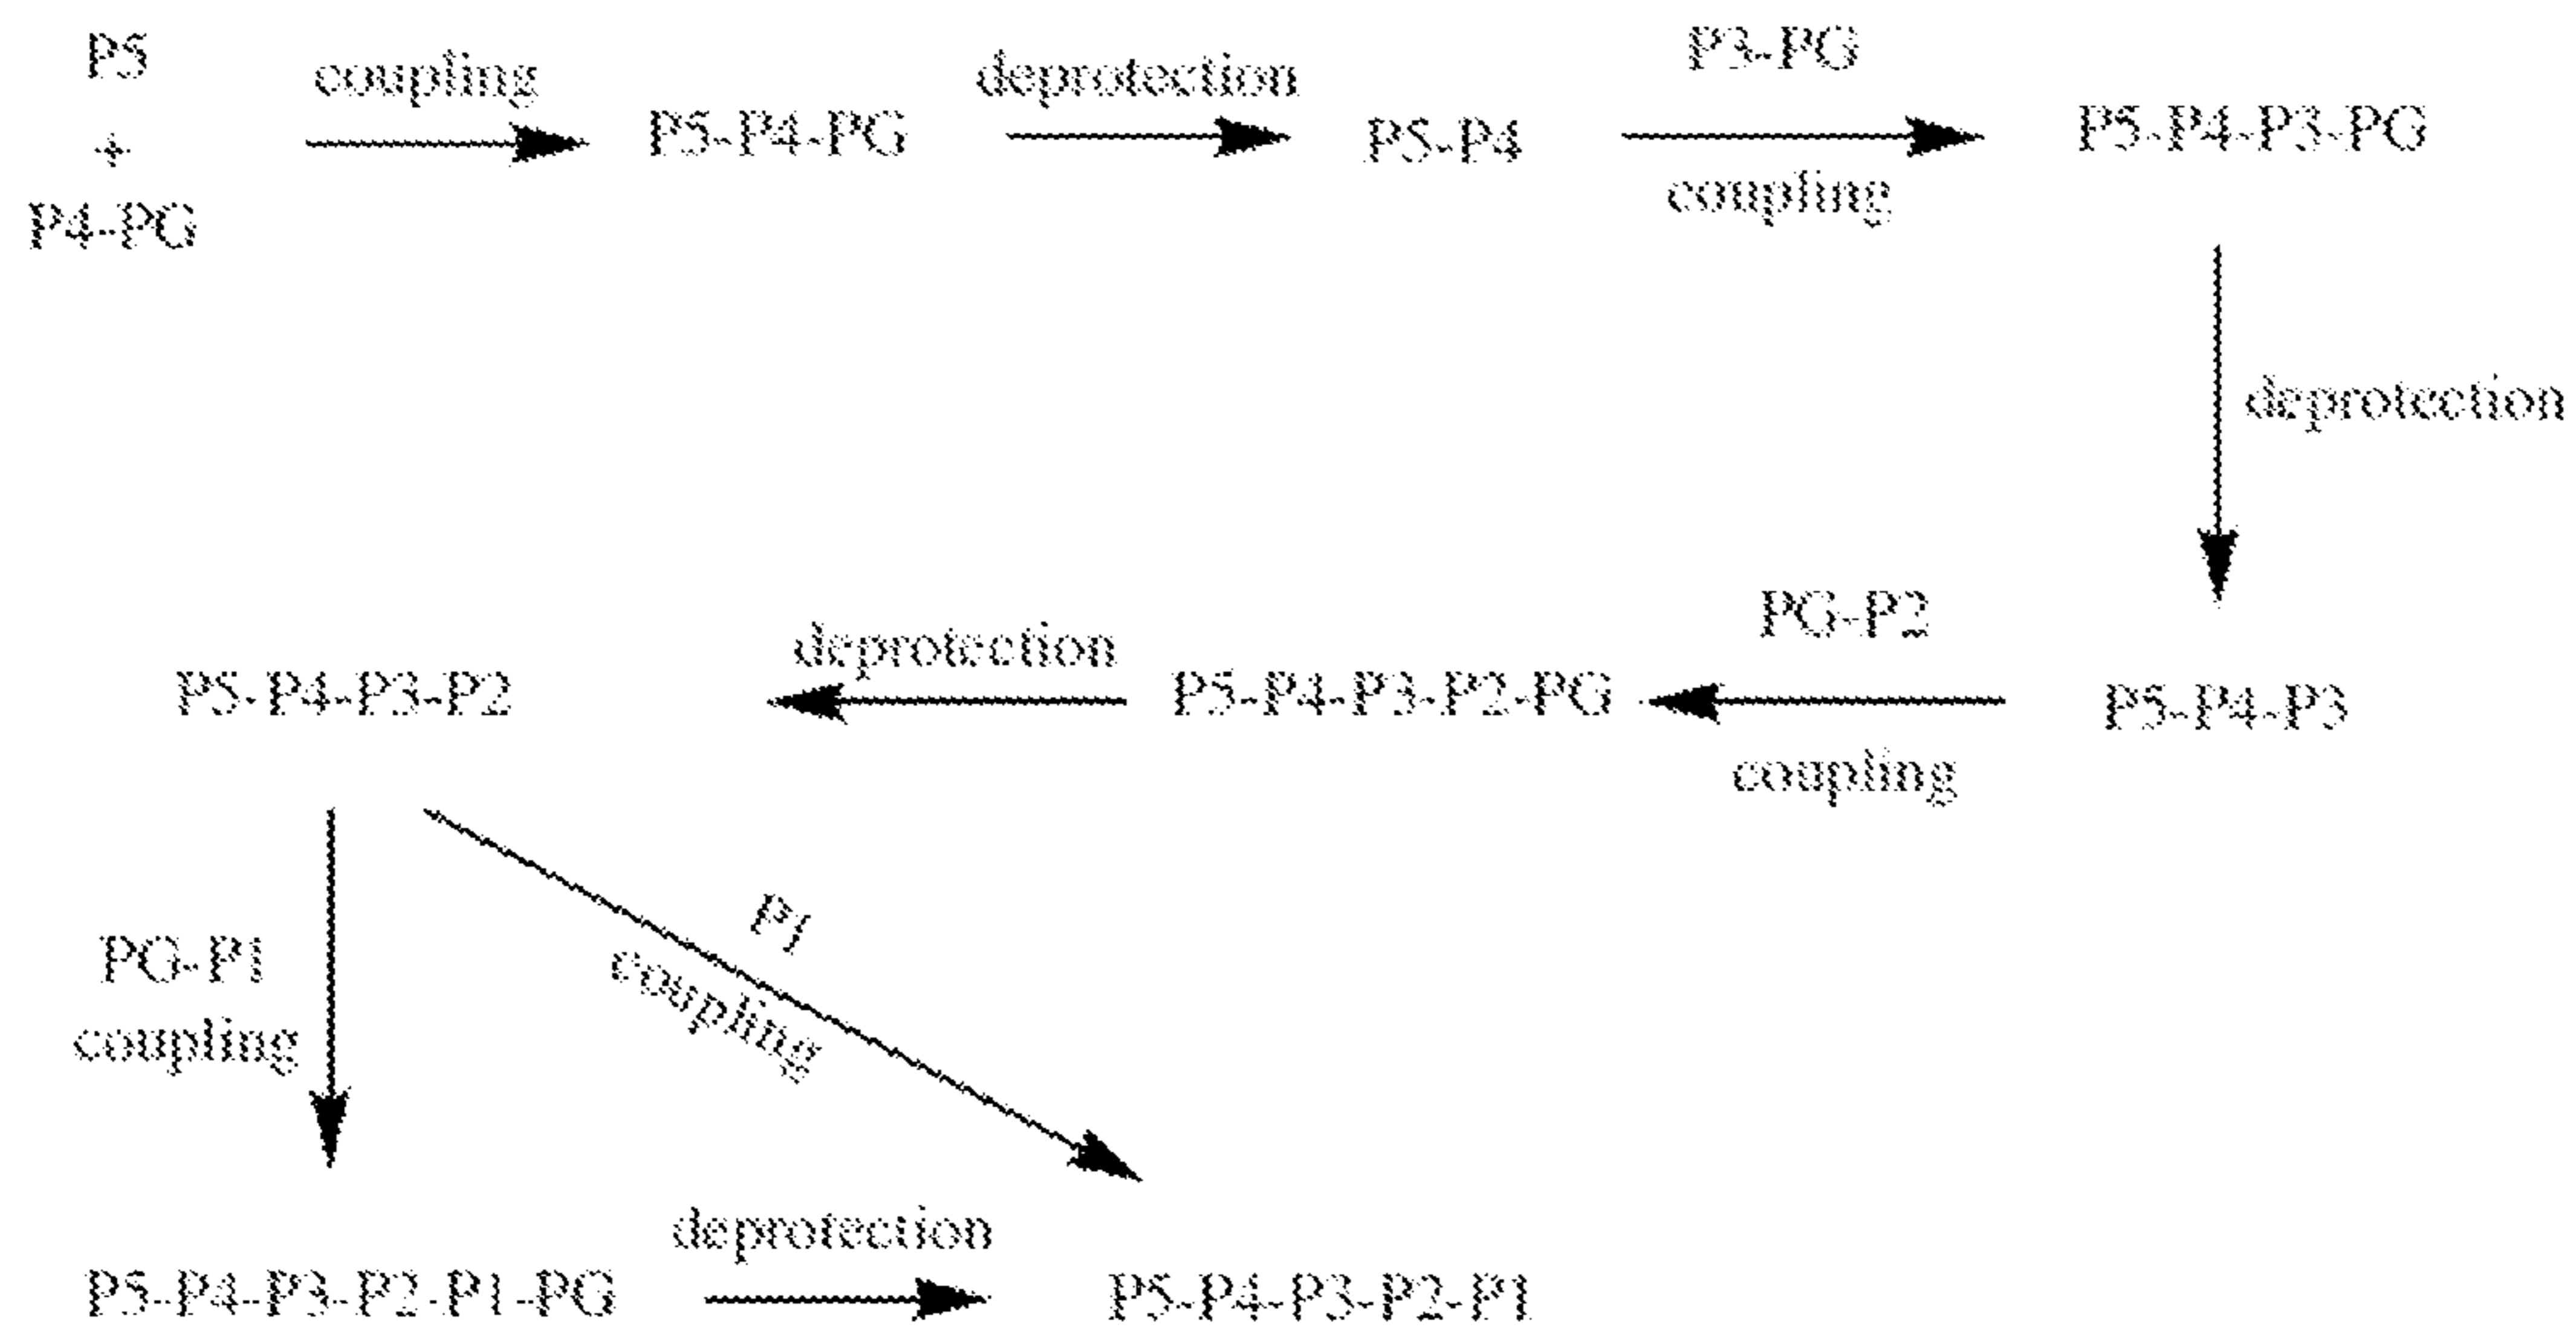 P5
+
P4-PG
coupling
P5-P4-PG
deprotection
P5-P4
P3-PG
coupling
P5-P4-P3-PG
deprotection
P5-P4-P3
PG-P2
coupling
P5-P4-P3-P2-PG
deprotection
P5-P4-P3-P2
PG-P1
coupling
P1
coupling
P5-P4-P3-P2-P1-PG
deprotection
P5-P4-P3-P2-P1